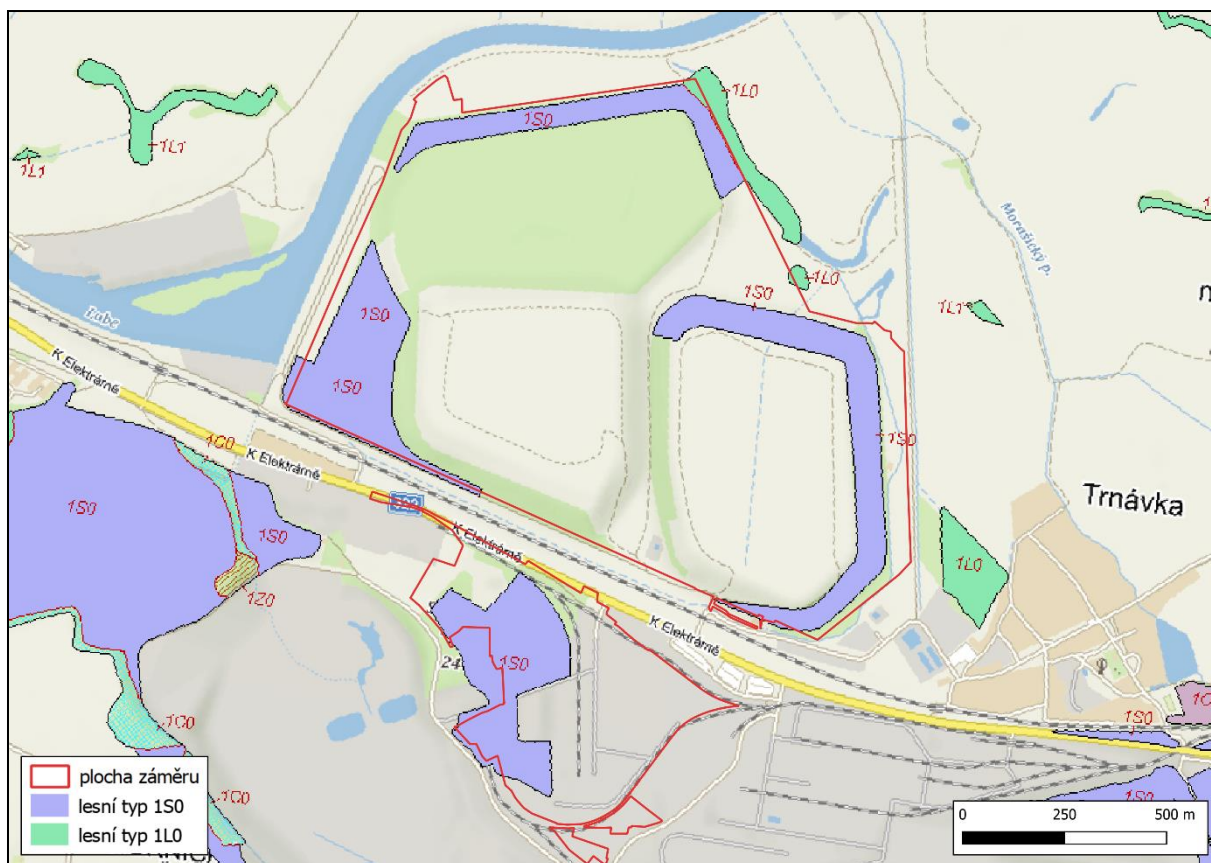 1L0
1S0
1L1
1L1
Morašický p.
1L0
1S0
1L1
1S0
Labe
K Elektrárně
1S0
1C0
K Elektrárně
1S0
1S0
1S0
K Elektrárně
Trnávka
1L0
1Z0
K Elektrárně
24
1S0
1C0
1S0
1C0
1S0
plocha záměru
lesní typ 1S0
lesní typ 1L0
0 250 500 m